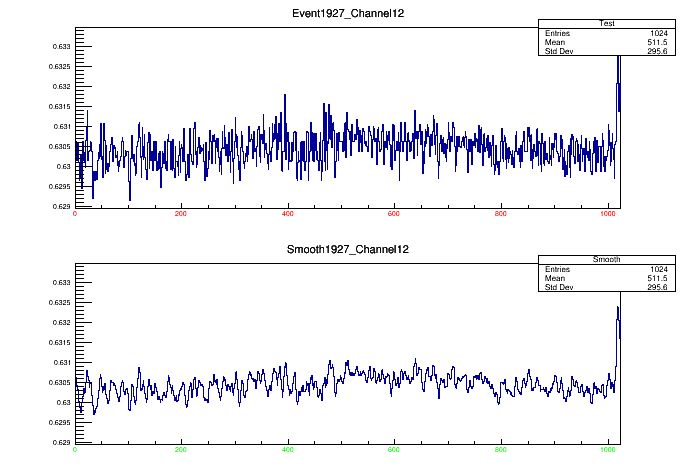 Event1927_Channel12
Test
Entries 1024
Mean 511.5
Std Dev 295.6
0.633
0.6325
0.632
0.6315
0.631
0.6305
0.63
0.6295
0.629
0 200 400 600 800 1000
Smooth1927_Channel12
Smooth
Entries 1024
Mean 511.5
Std Dev 295.6
0.633
0.6325
0.632
0.6315
0.631
0.6305
0.63
0.6295
0.629
0 200 400 600 800 1000